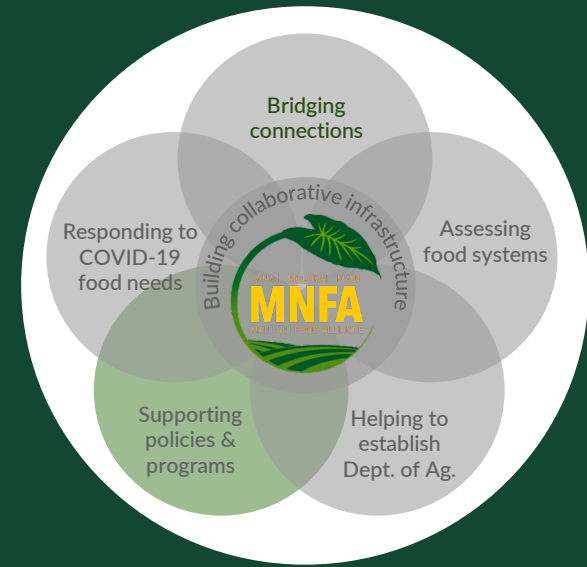 Bridging
connections
Building collaborative infrastructure
Responding to
COVID-19
food needs
Assessing
food systems
MNFA
Supporting
policies &
programs
Helping to
establish
Dept. of Ag.